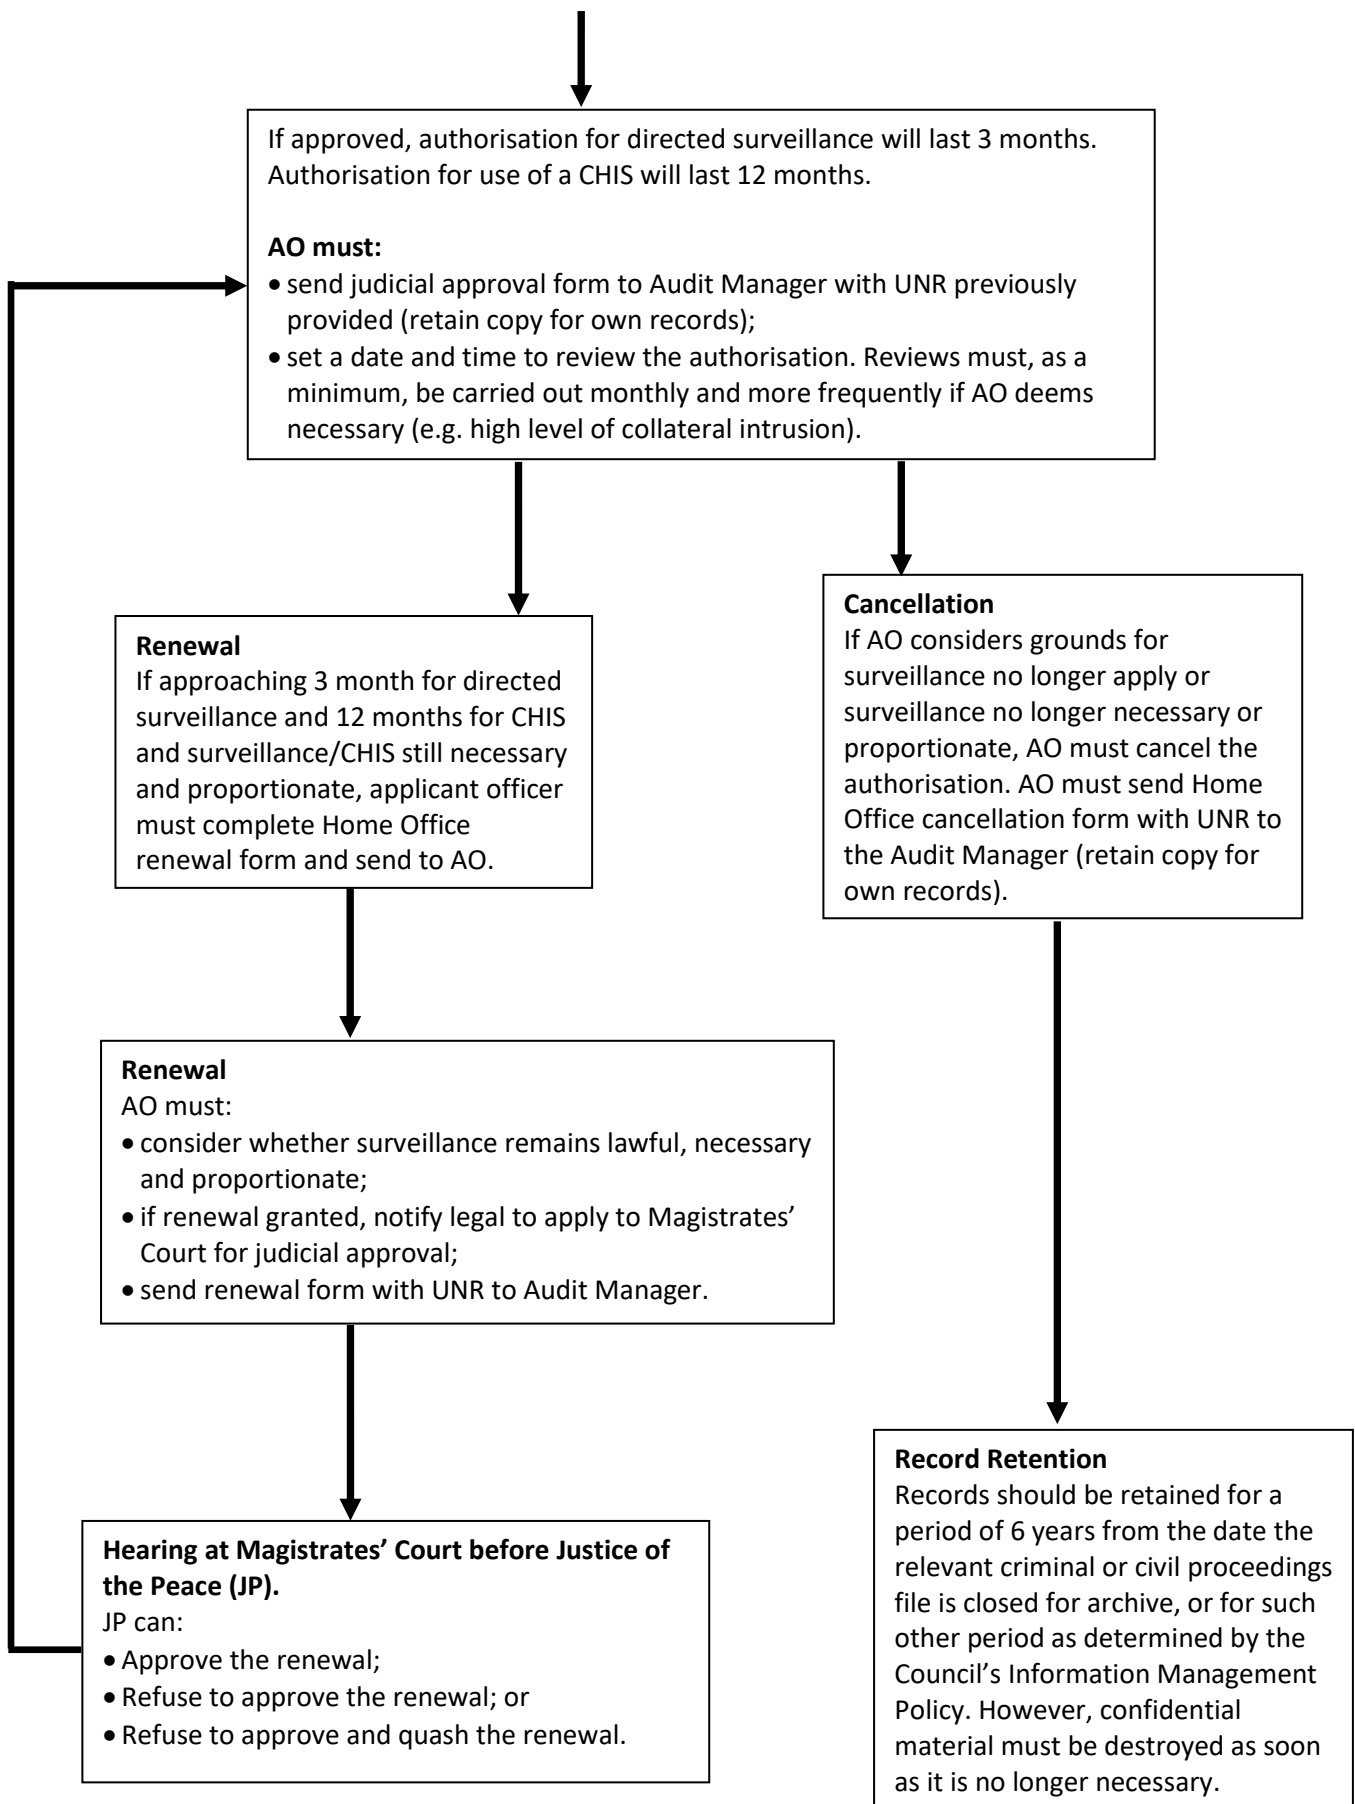 If approved, authorisation for directed surveillance will last 3 months.
Authorisation for use of a CHIS will last 12 months.
AO must:
• send judicial approval form to Audit Manager with UNR previously
provided (retain copy for own records);
• set a date and time to review the authorisation. Reviews must, as a
minimum, be carried out monthly and more frequently if AO deems
necessary (e.g. high level of collateral intrusion).
Renewal
If approaching 3 month for directed
surveillance and 12 months for CHIS
and surveillance/CHIS still necessary
and proportionate, applicant officer
must complete Home Office
renewal form and send to AO.
Cancellation
If AO considers grounds for
surveillance no longer apply or
surveillance no longer necessary or
proportionate, AO must cancel the
authorisation. AO must send Home
Office cancellation form with UNR to
the Audit Manager (retain copy for
own records).
Renewal
AO must:
• consider whether surveillance remains lawful, necessary
and proportionate;
• if renewal granted, notify legal to apply to Magistrates’
Court for judicial approval;
• send renewal form with UNR to Audit Manager.
Hearing at Magistrates’ Court before Justice of
the Peace (JP).
JP can:
• Approve the renewal;
• Refuse to approve the renewal; or
• Refuse to approve and quash the renewal.
Record Retention
Records should be retained for a
period of 6 years from the date the
relevant criminal or civil proceedings
file is closed for archive, or for such
other period as determined by the
Council’s Information Management
Policy. However, confidential
material must be destroyed as soon
as it is no longer necessary.